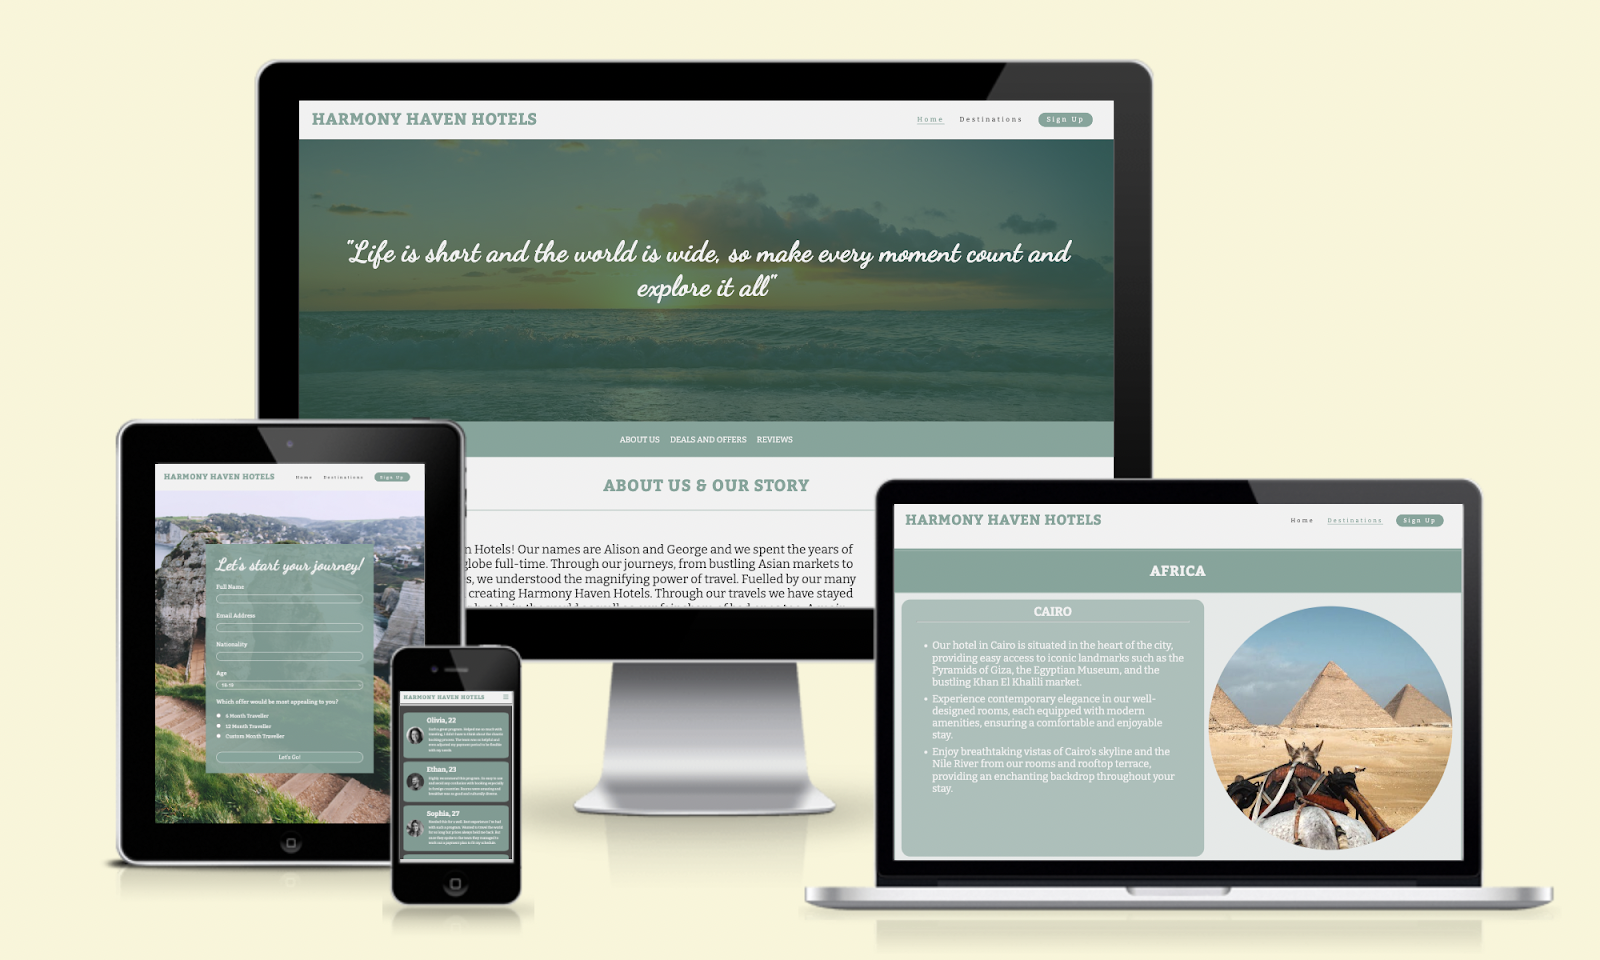 HARMONY HAVEN HOTELS
Home Destinations Sign Up
"Life is short and the world is wide, so make every moment count and
explore it all"
ABOUT US DEALS AND OFFERS REVIEWS
ABOUT US & OUR STORY
Hotels! Our names are Alison and George and we spent the years of
globe full-time. Through our journeys, from bustling Asian markets to
, we understood the magnifying power of travel. Fuelled by our many
creating Harmony Haven Hotels. Through our travels we have stayed
HARMONY HAVEN HOTELS
Home Destinations Sign Up
Let's start your journey!
Full Name
Email Address
Nationality
Age
Which offer would be most appealing to you?
6 Month Traveller
12 Month Traveller
Custom Month Traveller
Let's Go!
HARMONY HAVEN HOTELS
Olivia, 22
Ethan, 23
Sophia, 27
HARMONY HAVEN HOTELS
Home Destinations Sign Up
AFRICA
CAIRO
• Our hotel in Cairo is situated in the heart of the city,
providing easy access to iconic landmarks such as the
Pyramids of Giza, the Egyptian Museum, and the
bustling Khan El Khalili market.
• Experience contemporary elegance in our well-
designed rooms, each equipped with modern
amenities, ensuring a comfortable and enjoyable
stay.
• Enjoy breathtaking vistas of Cairo's skyline and the
Nile River from our rooms and rooftop terrace,
providing an enchanting backdrop throughout your
stay.